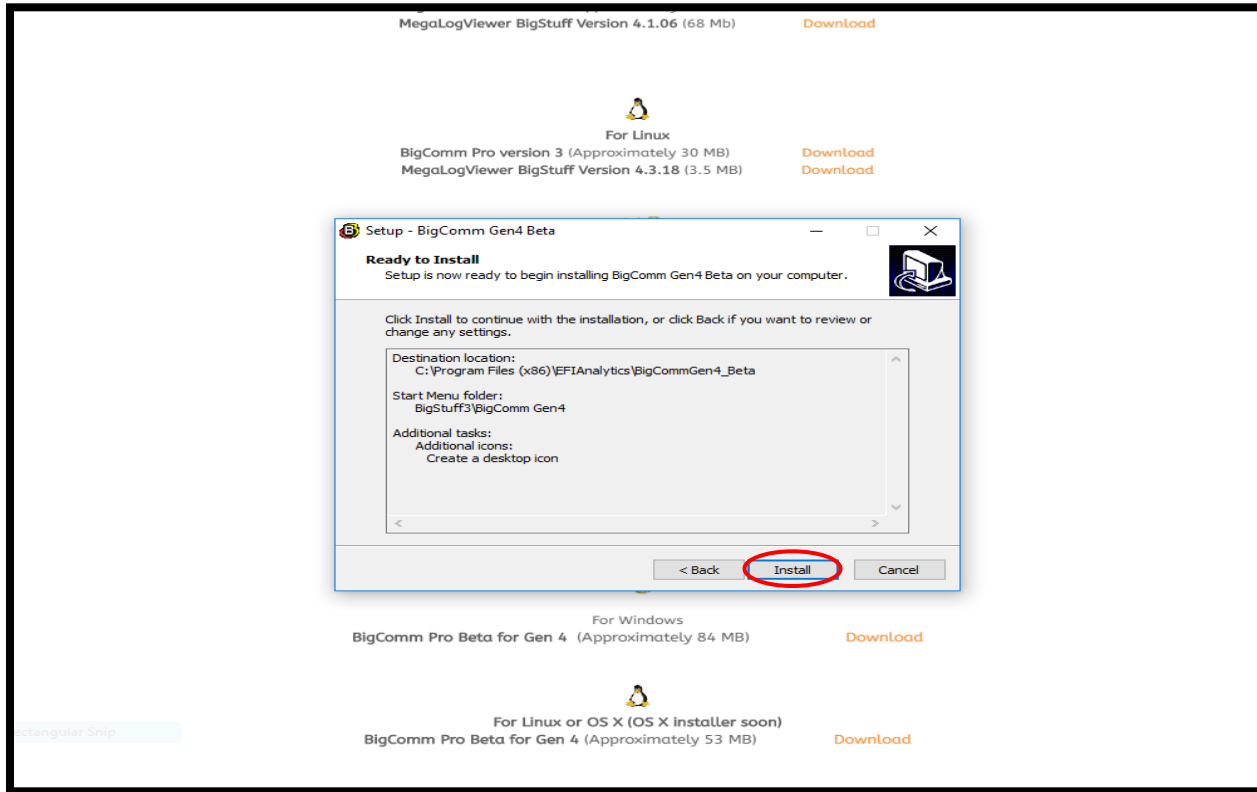 MegaLogViewer BigStuff Version 4.1.06 (68 Mb) Download
For Linux
BigComm Pro version 3 (Approximately 30 MB) Download
MegaLogViewer BigStuff Version 4.3.18 (3.5 MB) Download
Setup - BigComm Gen4 Beta
Ready to Install
Setup is now ready to begin installing BigComm Gen4 Beta on your computer.
Click Install to continue with the installation, or click Back if you want to review or
change any settings.
Destination location:
C:\Program Files (x86)\EFIAnalytics\BigCommGen4_Beta
Start Menu folder:
BigStuff3\BigComm Gen4
Additional tasks:
Additional icons:
Create a desktop icon
< Back Install Cancel
For Windows
BigComm Pro Beta for Gen 4 (Approximately 84 MB) Download
For Linux or OS X (OS X installer soon)
ectangular Snip
BigComm Pro Beta for Gen 4 (Approximately 53 MB) Download